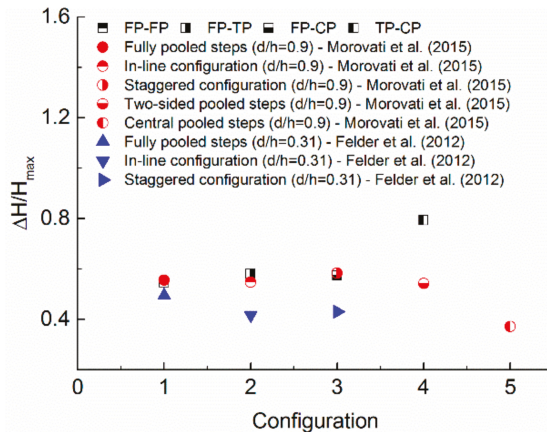 1.6
FP-FP FP-TP FP-CP TP-CP
Fully pooled steps (d/h=0.9) - Morovati et al. (2015)
In-line configuration (d/h=0.9) - Morovati et al. (2015)
Staggered configuration (d/h=0.9) - Morovati et al. (2015)
1.2
Two-sided pooled steps (d/h=0.9) - Morovati et al. (2015)
Central pooled steps (d/h=0.9) - Morovati et al. (2015)
Fully pooled steps (d/h=0.31) - Felder et al. (2012)
In-line configuration (d/h=0.31) - Felder et al. (2012)
Staggered configuration (d/h=0.31) - Felder et al. (2012)
ΔH/Hmax
0.8
0.4
0 1 2 3 4 5
Configuration